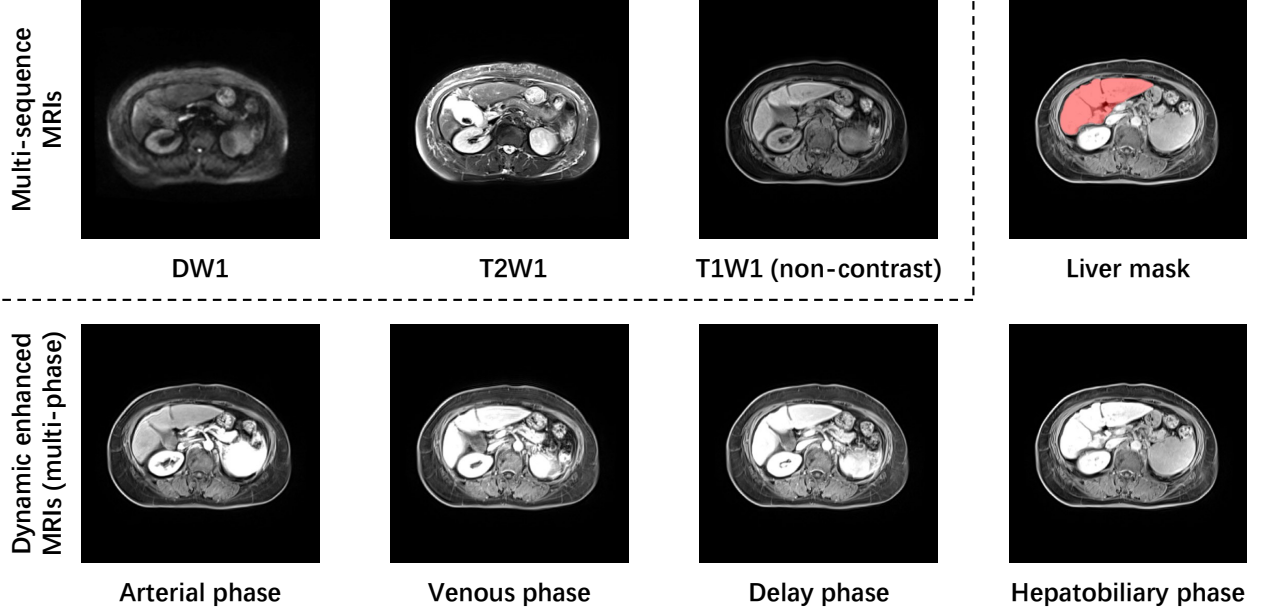 Multi-sequence
MRIs
DW1
T2W1
T1W1 (non-contrast)
Liver mask
Dynamic enhanced
MRIs (multi-phase)
Arterial phase
Venous phase
Delay phase
Hepatobiliary phase